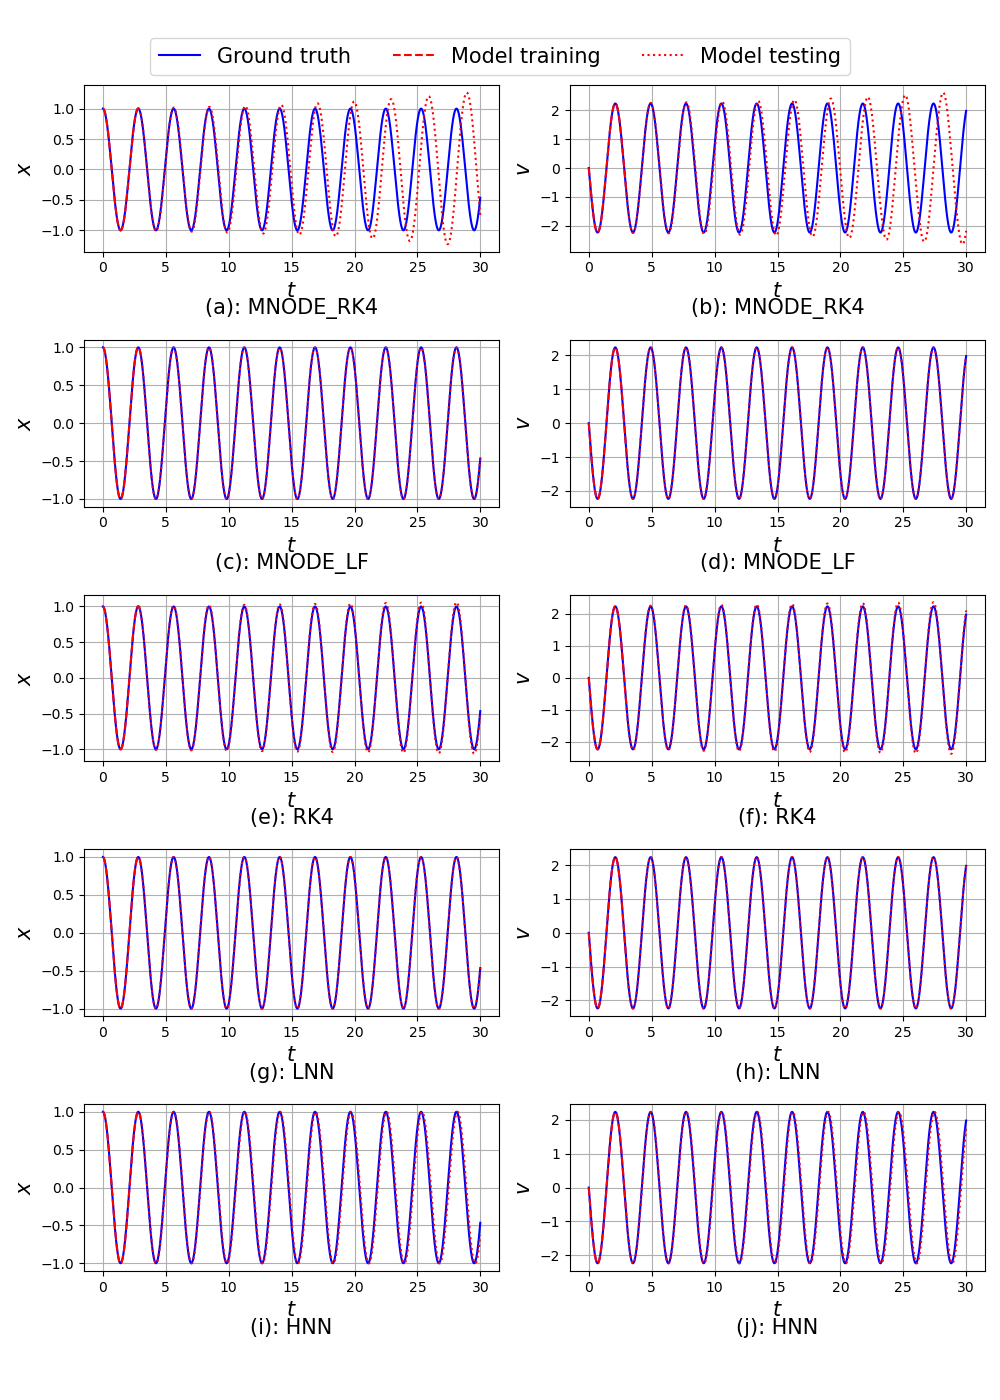 Ground truth Model training Model testing
1.0
0.5
0.0
−0.5
−1.0
x
0 5 10 15 20 25 30
t
(a): MNODE_RK4
2
1
0
−1
−2
v
0 5 10 15 20 25 30
t
(b): MNODE_RK4
1.0
0.5
0.0
−0.5
−1.0
x
0 5 10 15 20 25 30
t
(c): MNODE_LF
2
1
0
−1
−2
v
0 5 10 15 20 25 30
t
(d): MNODE_LF
1.0
0.5
0.0
−0.5
−1.0
x
0 5 10 15 20 25 30
t
(e): RK4
2
1
0
−1
−2
v
0 5 10 15 20 25 30
t
(f): RK4
1.0
0.5
0.0
−0.5
−1.0
x
0 5 10 15 20 25 30
t
(g): LNN
2
1
0
−1
−2
v
0 5 10 15 20 25 30
t
(h): LNN
1.0
0.5
0.0
−0.5
−1.0
x
0 5 10 15 20 25 30
t
(i): HNN
2
1
0
−1
−2
v
0 5 10 15 20 25 30
t
(j): HNN